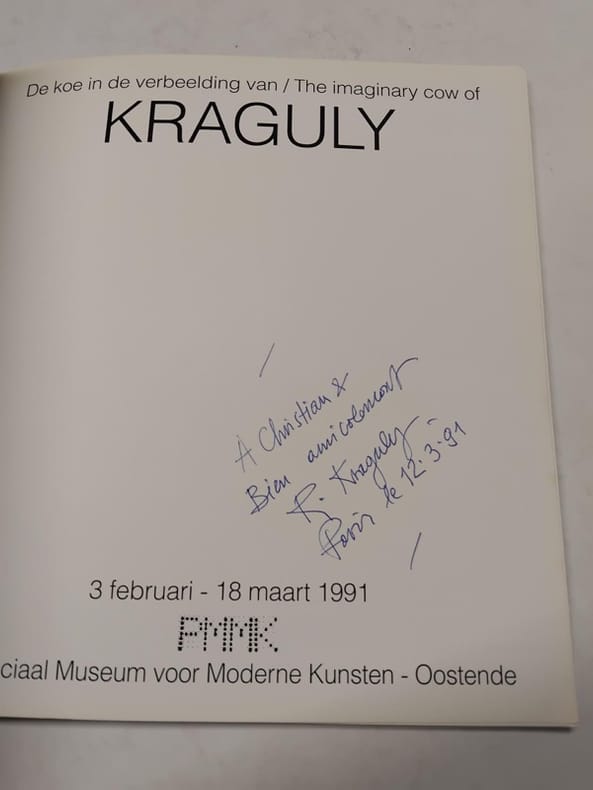 De koe in de verbeelding van / The imaginary cow of
KRAGULY
A Christian &
Bien amicalement
R. Kraguly
Paris le 12.3.91
3 februari - 18 maart 1991
PMMK
ciaal Museum voor Moderne Kunsten - Oostende